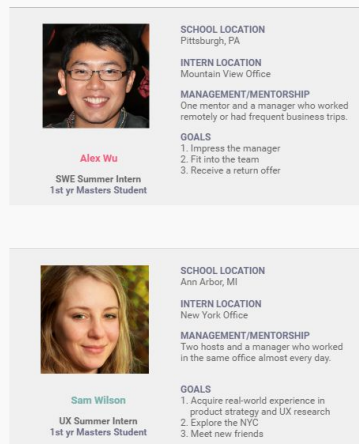 SCHOOL LOCATION
Pittsburgh, PA
INTERN LOCATION
Mountain View Office
MANAGEMENT/MENTORSHIP
One mentor and a manager who worked
remotely or had frequent business trips.
GOALS
1. Impress the manager
2. Fit into the team
3. Receive a return offer
Alex Wu
SWE Summer Intern
1st yr Masters Student
SCHOOL LOCATION
Ann Arbor, MI
INTERN LOCATION
New York Office
MANAGEMENT/MENTORSHIP
Two hosts and a manager who worked
in the same office almost every day.
GOALS
1. Acquire real-world experience in
product strategy and UX research
2. Explore the NYC
3. Meet new friends
Sam Wilson
UX Summer Intern
1st yr Masters Student